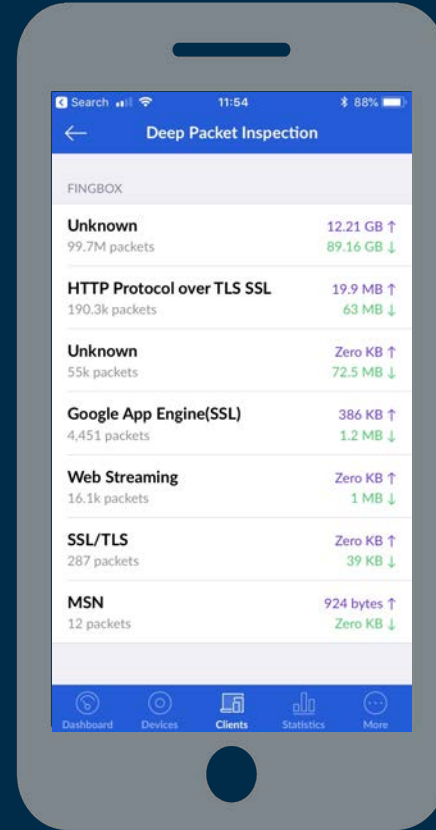 Search 11:54 88%
← Deep Packet Inspection
FINGBOX
Unknown 12.21 GB ↑
99.7M packets 89.16 GB ↓
HTTP Protocol over TLS SSL 19.9 MB ↑
190.3k packets 63 MB ↓
Unknown Zero KB ↑
55k packets 72.5 MB ↓
Google App Engine(SSL) 386 KB ↑
4,451 packets 1.2 MB ↓
Web Streaming Zero KB ↑
16.1k packets 1 MB ↓
SSL/TLS Zero KB ↑
287 packets 39 KB ↓
MSN 924 bytes ↑
12 packets Zero KB ↓
Dashboard Devices Clients Statistics More